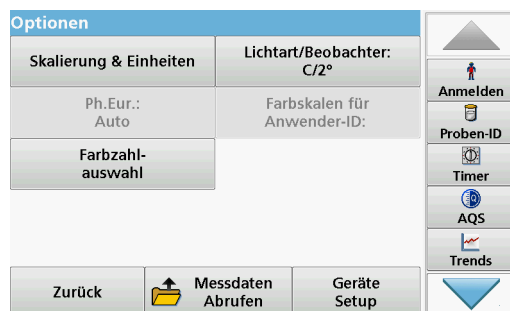 Optionen
Skalierung & Einheiten
Lichtart/Beobachter:
C/2°
Ph.Eur.:
Auto
Farbskalen für
Anwender-ID:
Farbzahl-
auswahl
Zurück
Messdaten
Abrufen
Geräte
Setup
Anmelden
Proben-ID
Timer
AQS
Trends